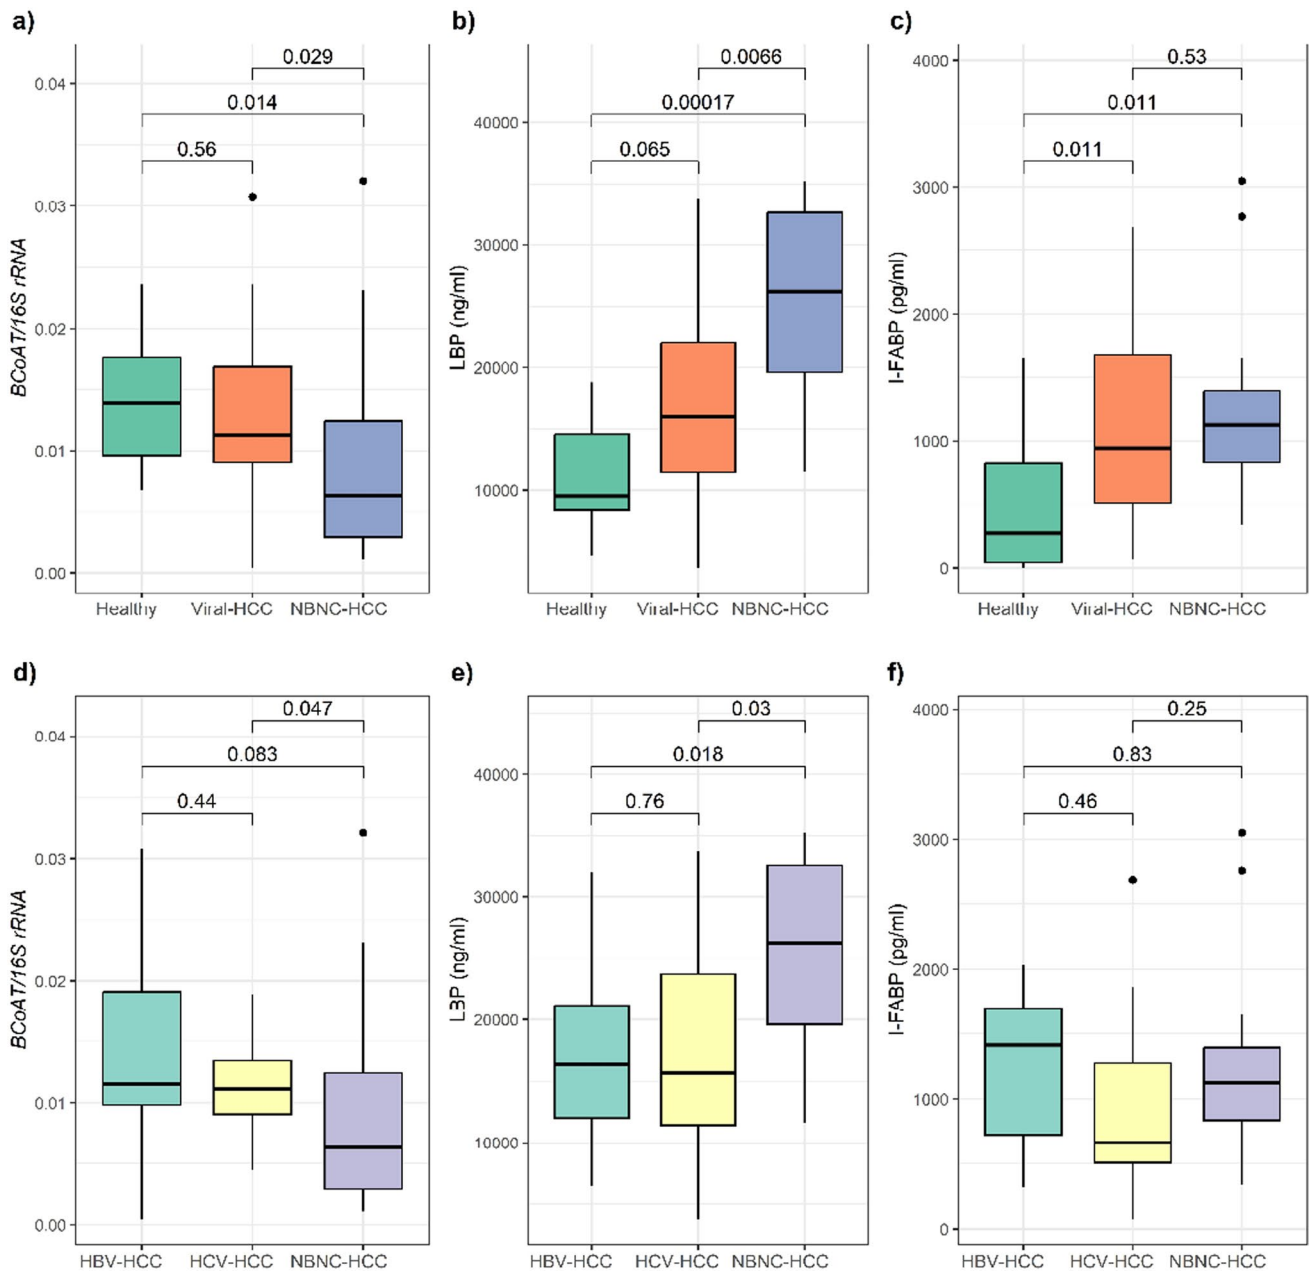 a)
BCoAT/16S rRNA
0.04
0.03
0.02
0.01
0.00
0.029
0.014
0.56
Healthy
Viral-HCC
NBNC-HCC
b)
LBP (ng/ml)
40000
30000
20000
10000
0.0066
0.00017
0.065
Healthy
Viral-HCC
NBNC-HCC
c)
I-FABP (pg/ml)
4000
3000
2000
1000
0
0.53
0.011
0.011
Healthy
Viral-HCC
NBNC-HCC
d)
BCoAT/16S rRNA
0.04
0.03
0.02
0.01
0.00
0.047
0.083
0.44
HBV-HCC
HCV-HCC
NBNC-HCC
e)
LBP (ng/ml)
40000
30000
20000
10000
0.03
0.018
0.76
HBV-HCC
HCV-HCC
NBNC-HCC
f)
I-FABP (pg/ml)
4000
3000
2000
1000
0
0.25
0.83
0.46
HBV-HCC
HCV-HCC
NBNC-HCC